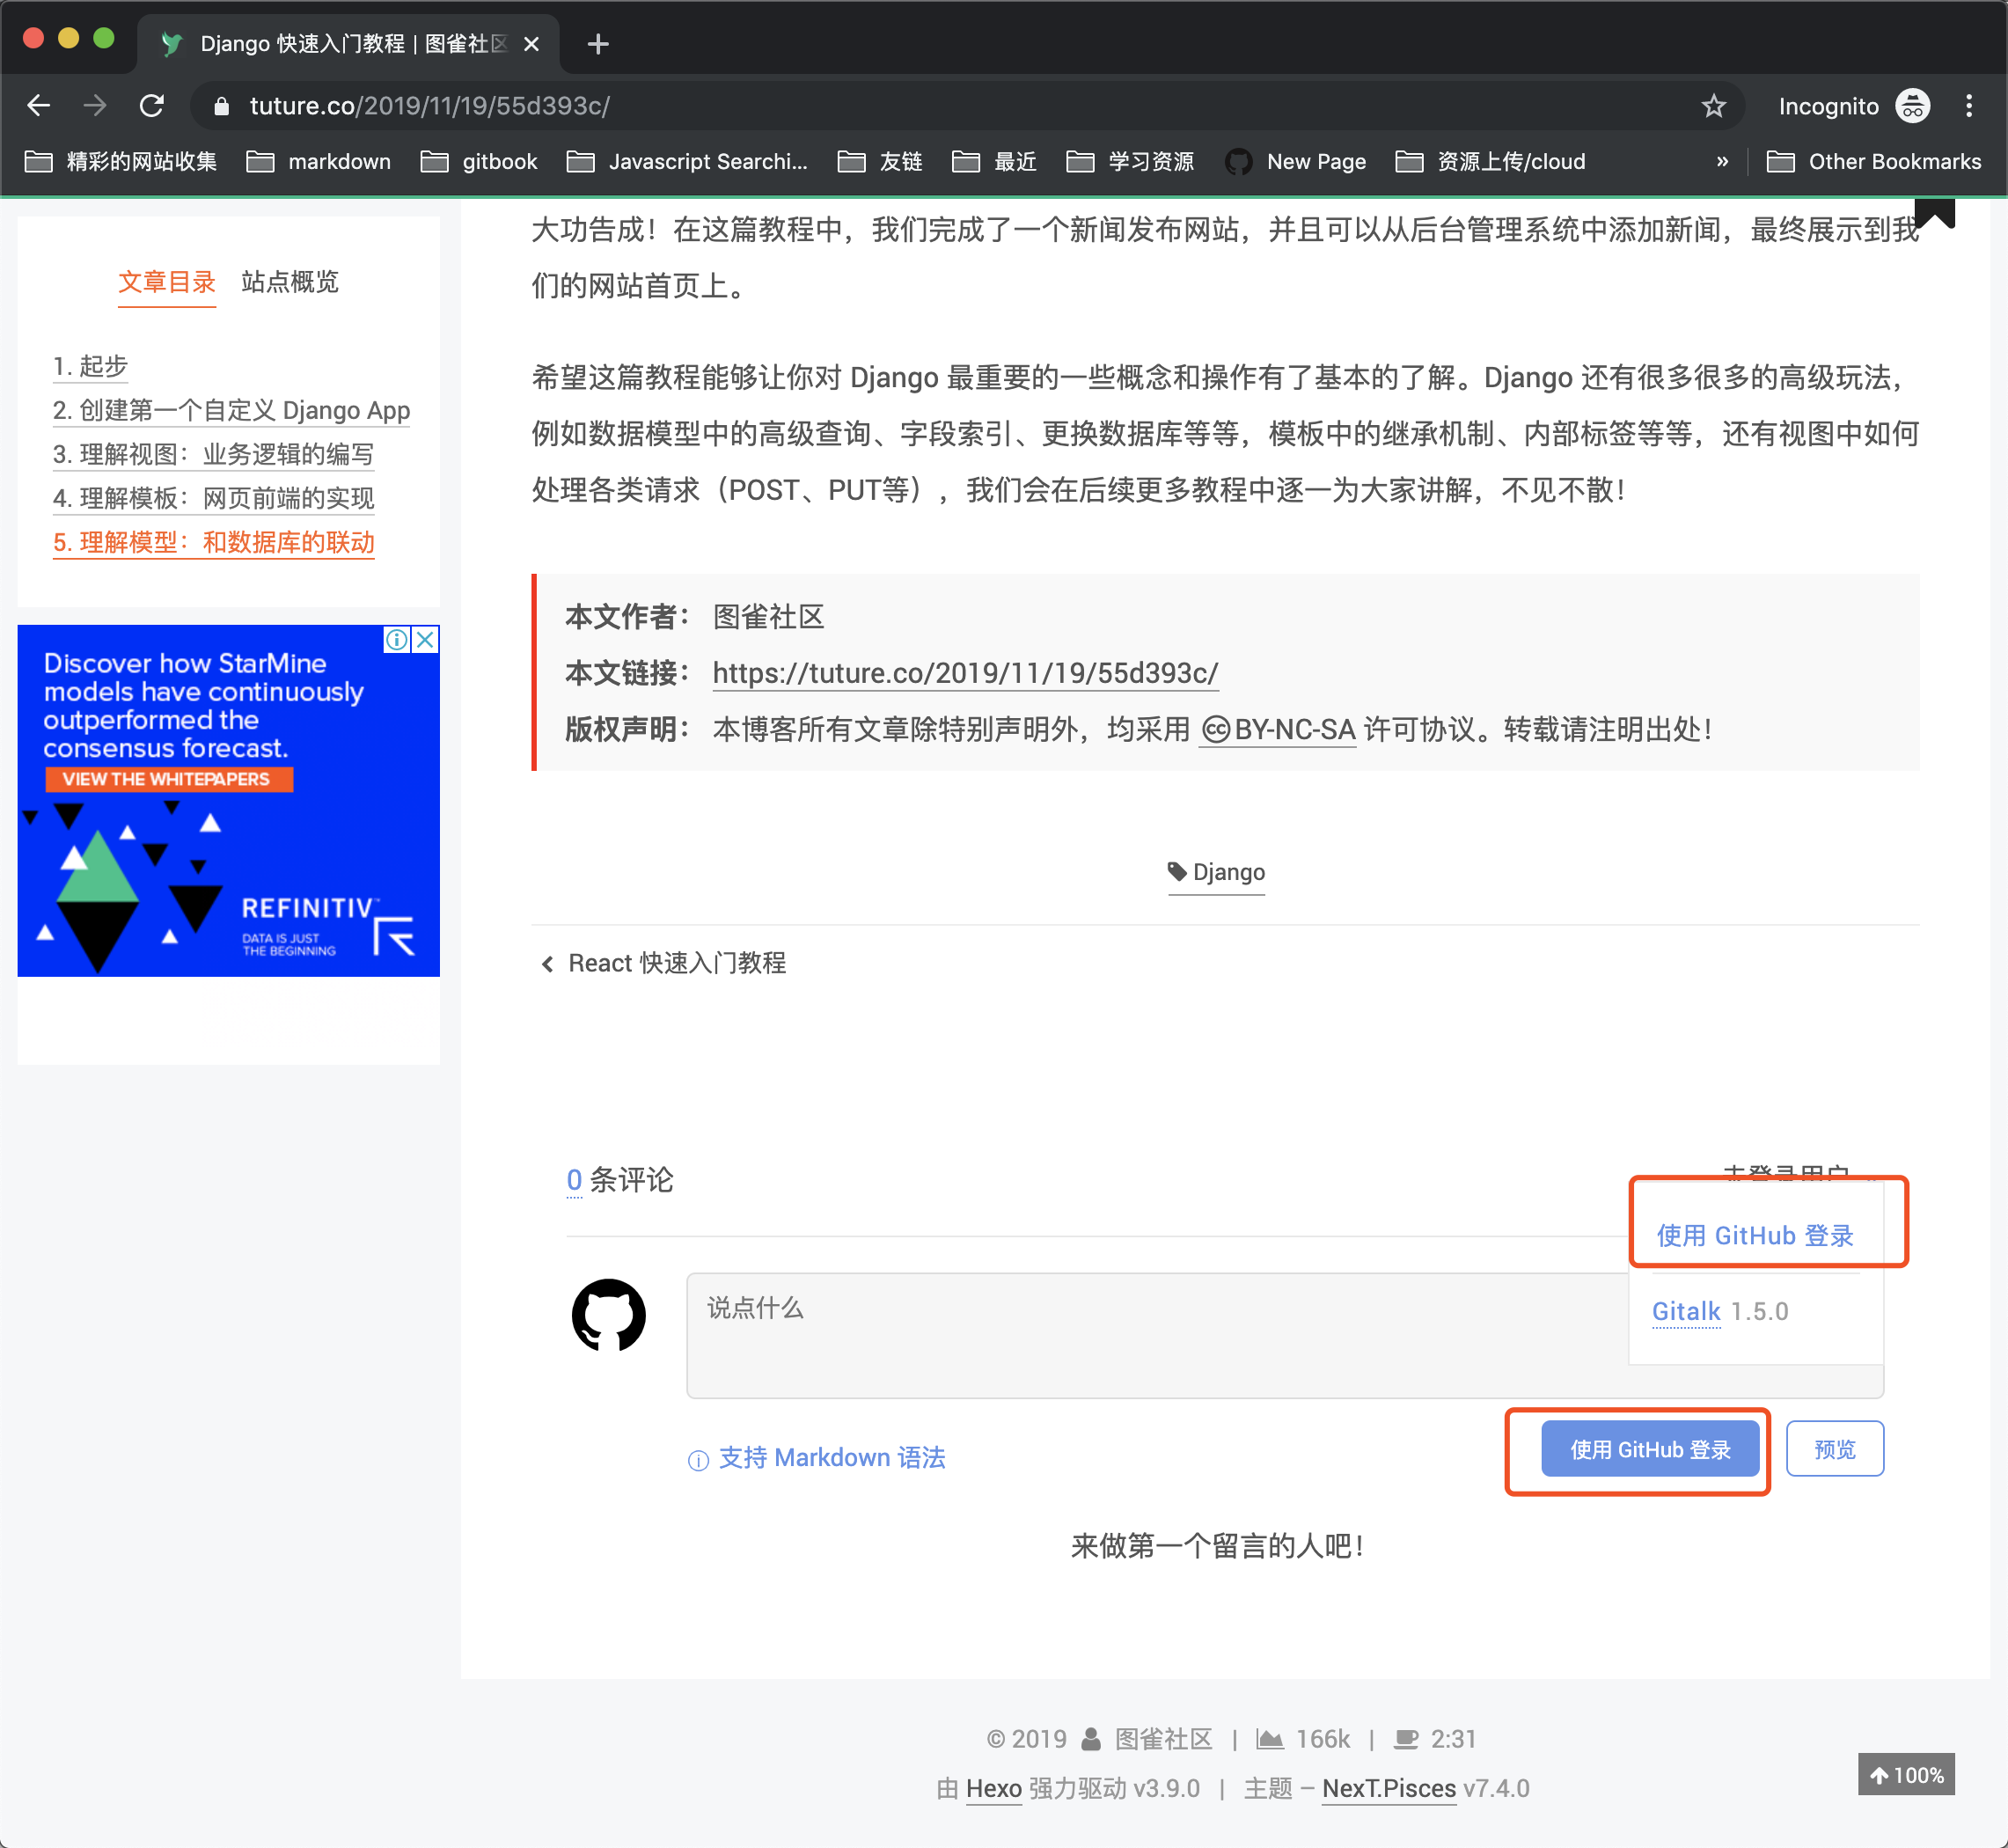 Django 快速入门教程 | 图雀社区
tuture.co/2019/11/19/55d393c/
Incognito
精彩的网站收集
markdown
gitbook
Javascript Searchi...
友链
最近
学习资源
New Page
资源上传/cloud
»
Other Bookmarks
文章目录 站点概览
1. 起步
2. 创建第一个自定义 Django App
3. 理解视图：业务逻辑的编写
4. 理解模板：网页前端的实现
5. 理解模型：和数据库的联动
Discover how StarMine
models have continuously
outperformed the
consensus forecast.
VIEW THE WHITEPAPERS
REFINITIV™
DATA IS JUST
THE BEGINNING
大功告成！在这篇教程中，我们完成了一个新闻发布网站，并且可以从后台管理系统中添加新闻，最终展示到我
们的网站首页上。
希望这篇教程能够让你对 Django 最重要的一些概念和操作有了基本的了解。Django 还有很多很多的高级玩法，
例如数据模型中的高级查询、字段索引、更换数据库等等，模板中的继承机制、内部标签等等，还有视图中如何
处理各类请求（POST、PUT等），我们会在后续更多教程中逐一为大家讲解，不见不散！
本文作者： 图雀社区
本文链接： https://tuture.co/2019/11/19/55d393c/
版权声明： 本博客所有文章除特别声明外，均采用 cc BY-NC-SA 许可协议。转载请注明出处！
Django
React 快速入门教程
0 条评论
未登录用户
使用 GitHub 登录
Gitalk 1.5.0
说点什么
支持 Markdown 语法
使用 GitHub 登录
预览
来做第一个留言的人吧！
© 2019 图雀社区 | 166k | 2:31
由 Hexo 强力驱动 v3.9.0 | 主题 – NexT.Pisces v7.4.0
100%